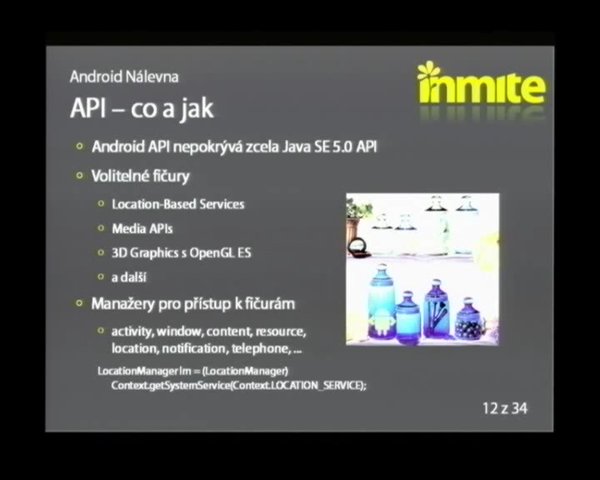 Android Nálevna
inmite
API – co a jak
Android API nepokrývá zcela Java SE 5.0 API
Volitelné fičury
Location-Based Services
Media APIs
3D Graphics s OpenGL ES
a další
Manažery pro přístup k fičurám
activity, window, content, resource,
location, notification, telephone, ...
LocationManager lm = (LocationManager)
Context.getSystemService(Context.LOCATION_SERVICE);
12 z 34